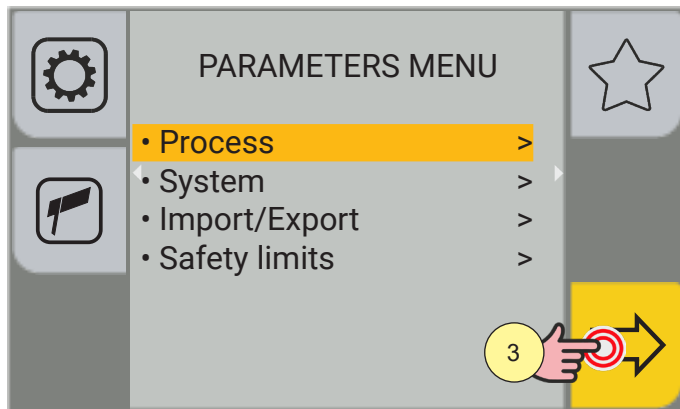 PARAMETERS MENU
• Process >
• System >
• Import/Export >
• Safety limits >
3